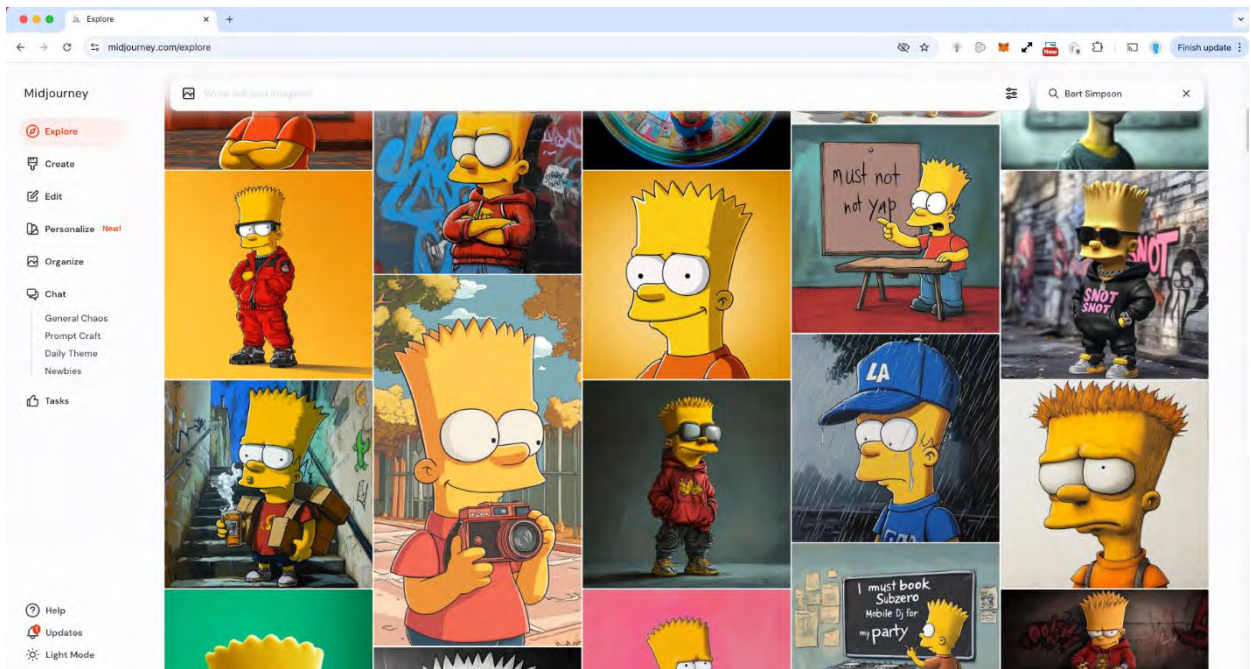 Explore
midjourney.com/explore
New
Finish update
Midjourney
Bart Simpson
Explore
Create
Edit
Personalize New!
Organize
Chat
General Chaos
Prompt Craft
Daily Theme
Newbies
Tasks
Help
Updates
Light Mode
must not
not yap
SNOT
SNOT
SNOT
LA
I must book
Subzero
Mobile Dj for
my party